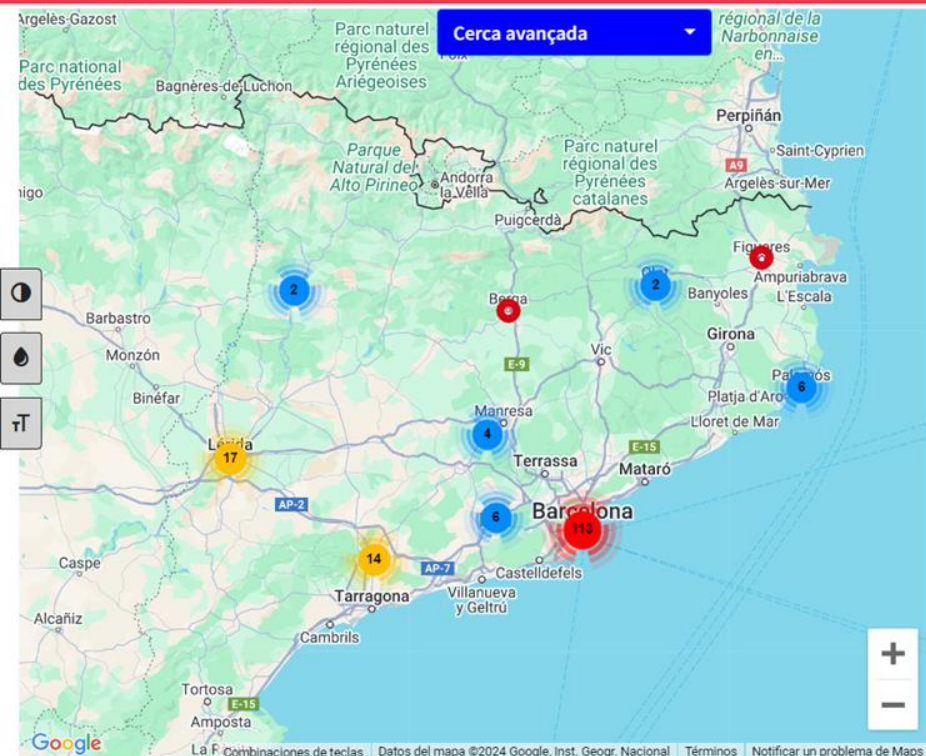 Argelès-Gazost
Parc naturel
régional des
Pyrénées
Ariégeoises
Cerca avançada
régional de la
Narbonnaise
en...
Parc national
des Pyrénées
Bagnères-de-Luchon
Perpiñán
Saint-Cyprien
A9
Argelès-sur-Mer
Parque
Natural del
Alto Pirineo
Andorra
la Vella
Parc naturel
régional des
Pyrénées
catalanes
Puigcerdà
Figueres
Ampuriabrava
L'Escala
2
2
Banyoles
Berga
Barbastro
Monzón
Girona
Vic
E-9
Binéfar
Palamós
6
Platja d'Aro
Lloret de Mar
Manresa
4
тT
Lérida
17
E-15
Terrassa
Mataró
AP-2
6
Barcelona
113
14
AP-7
Castelldefels
Caspe
Tarragona
Villanueva
y Geltrú
Alcañiz
Cambrils
+
−
Tortosa
E-15
Amposta
Google
Combinaciones de teclas
Datos del mapa ©2024 Google, Inst. Geogr. Nacional
Términos
Notificar un problema de Maps